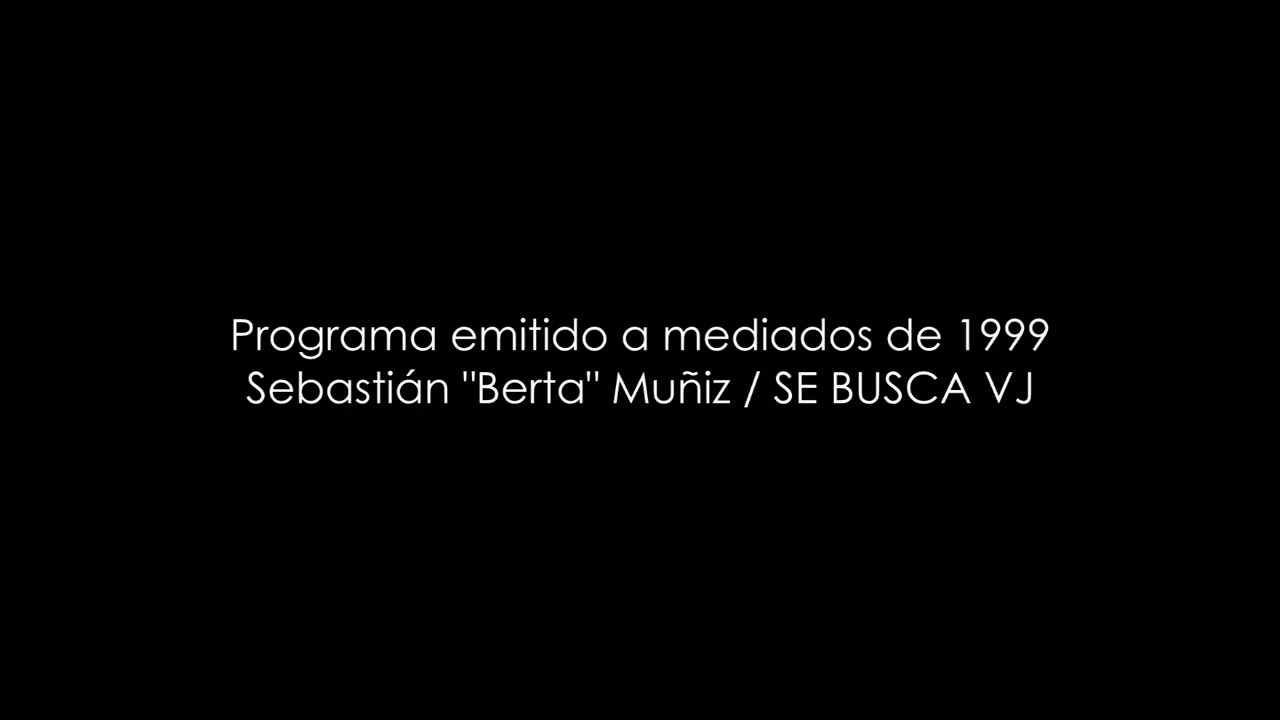 Programa emitido a mediados de 1999
Sebastián "Berta" Muñiz / SE BUSCA VJ